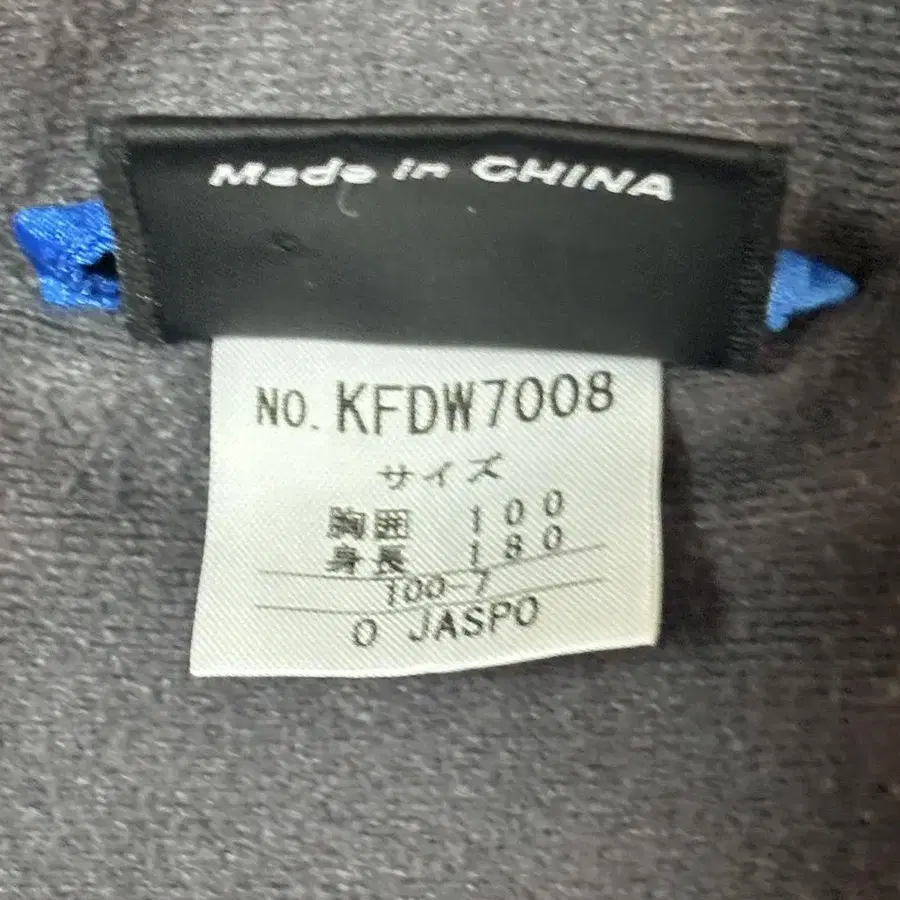 Made in CHINA
NO. KFDW7008
サイズ
胸囲 100
身長 180
100-7
O JASPO